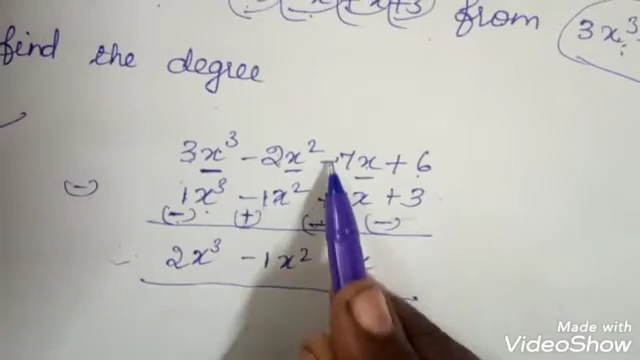 from 3x³
find the degree
3x³ - 2x² - 7x + 6
(-) 1x³ - 1x² x + 3
(-) (+) (-)
2x³ - 1x²
Made with
VideoShow